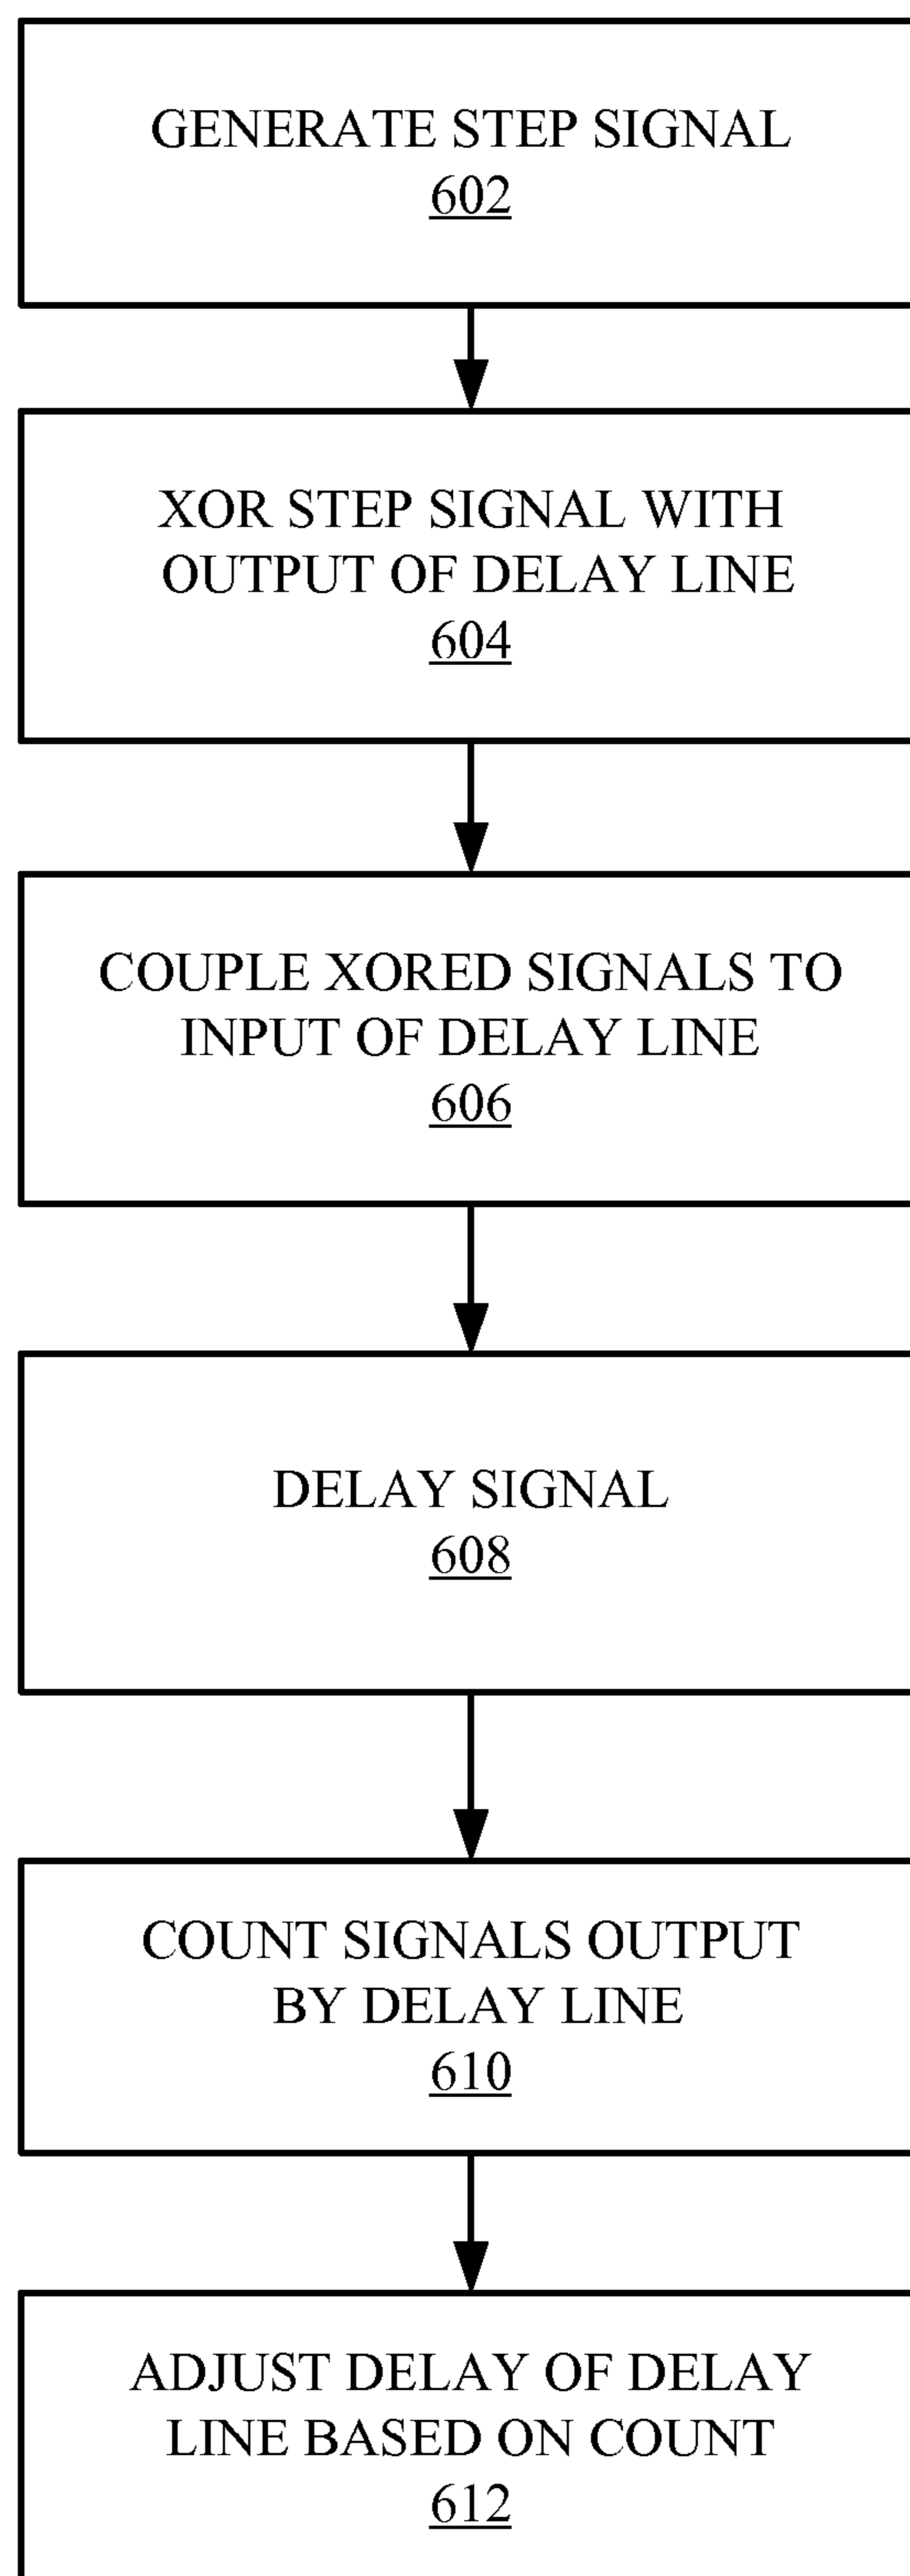 GENERATE STEP SIGNAL
602
XOR STEP SIGNAL WITH
OUTPUT OF DELAY LINE
604
COUPLE XORED SIGNALS TO
INPUT OF DELAY LINE
606
DELAY SIGNAL
608
COUNT SIGNALS OUTPUT
BY DELAY LINE
610
ADJUST DELAY OF DELAY
LINE BASED ON COUNT
612